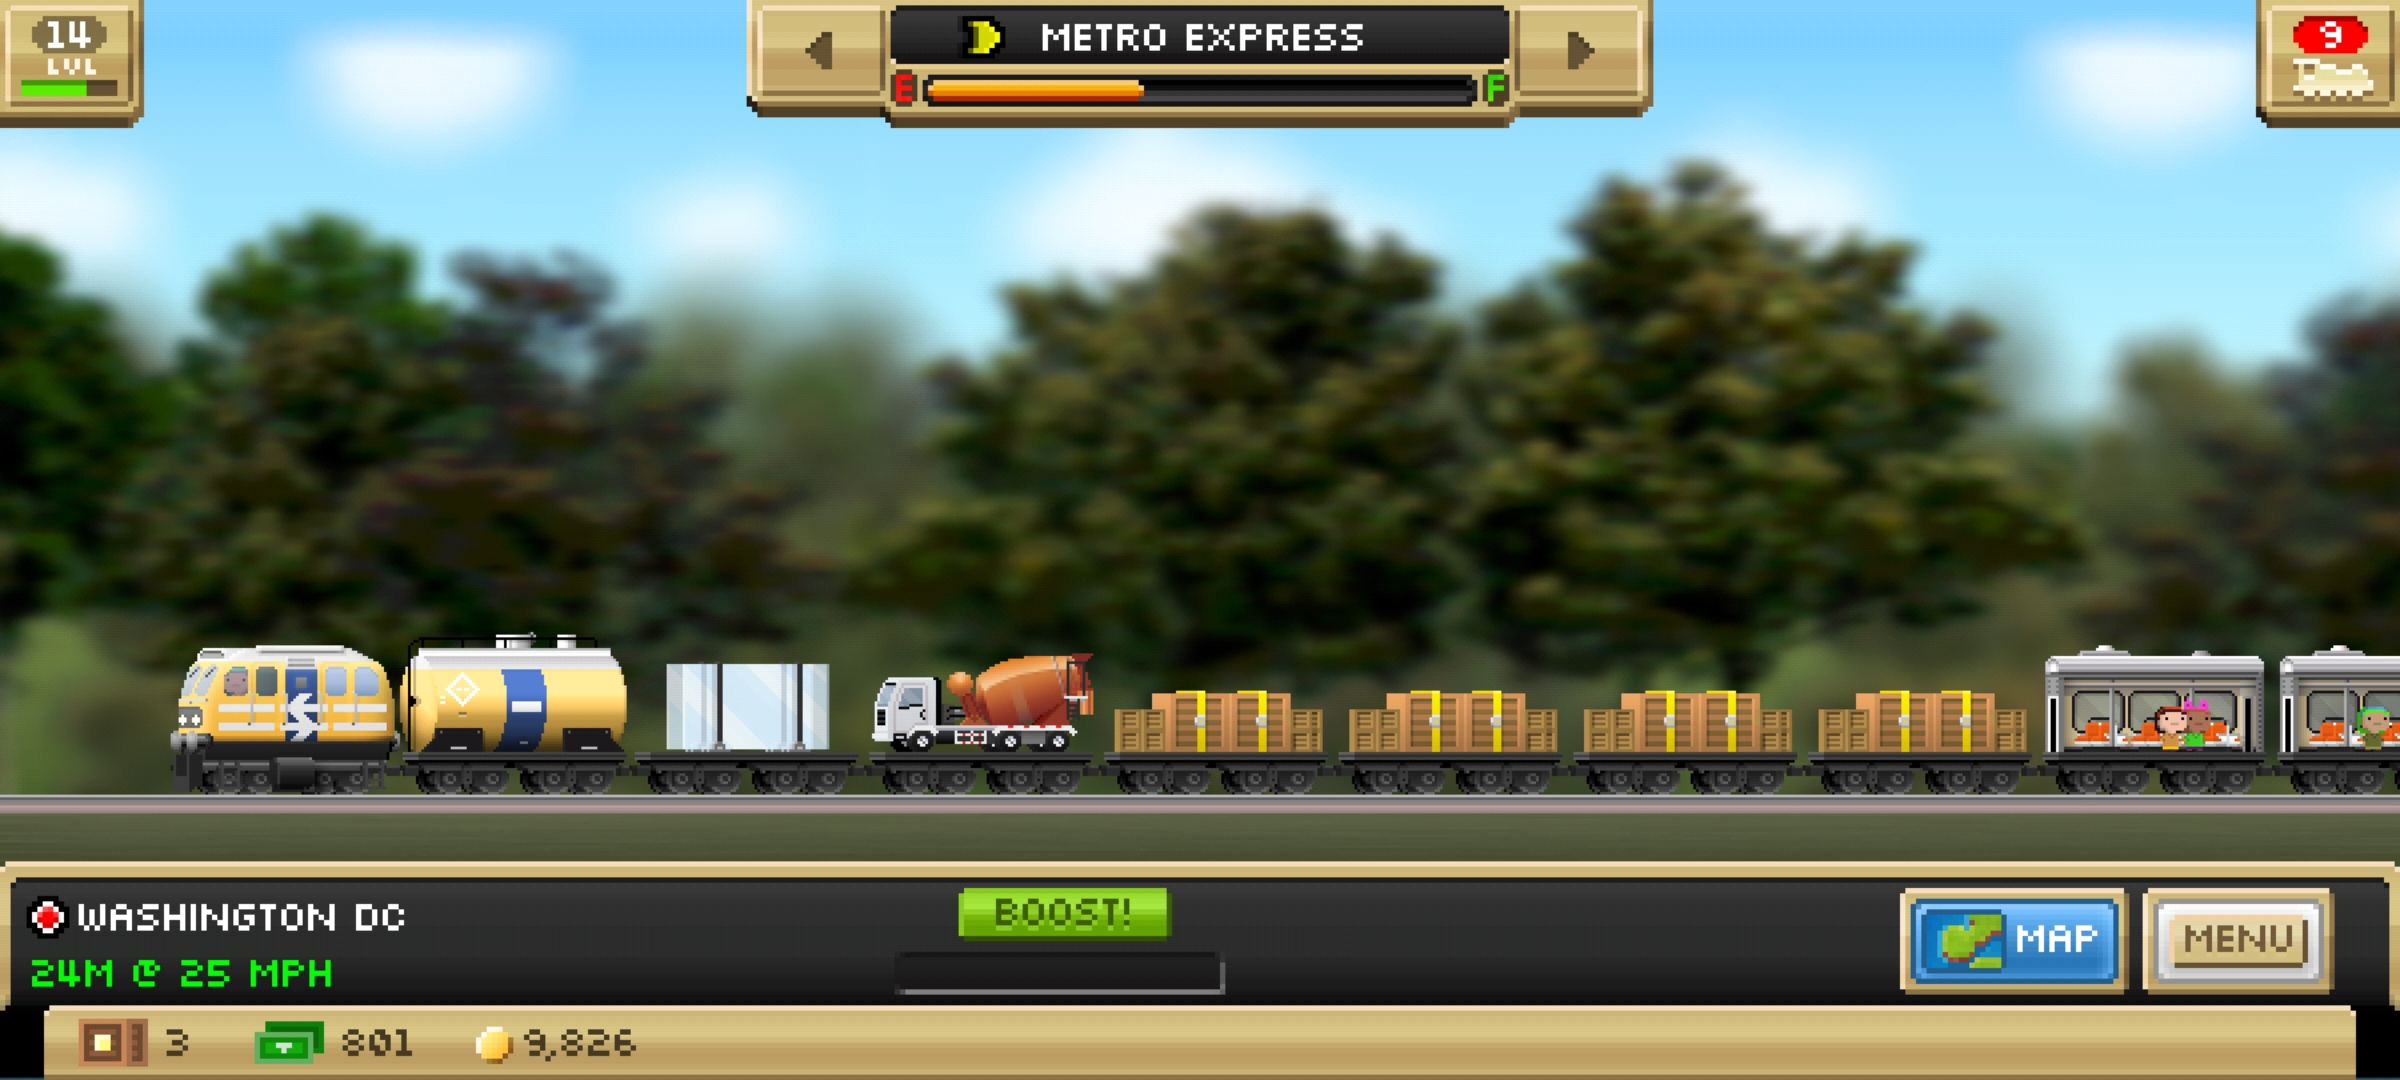 14
LVL
METRO EXPRESS
E F
9
WASHINGTON DC
24M @ 25 MPH
BOOST!
MAP
MENU
3
801
9,826